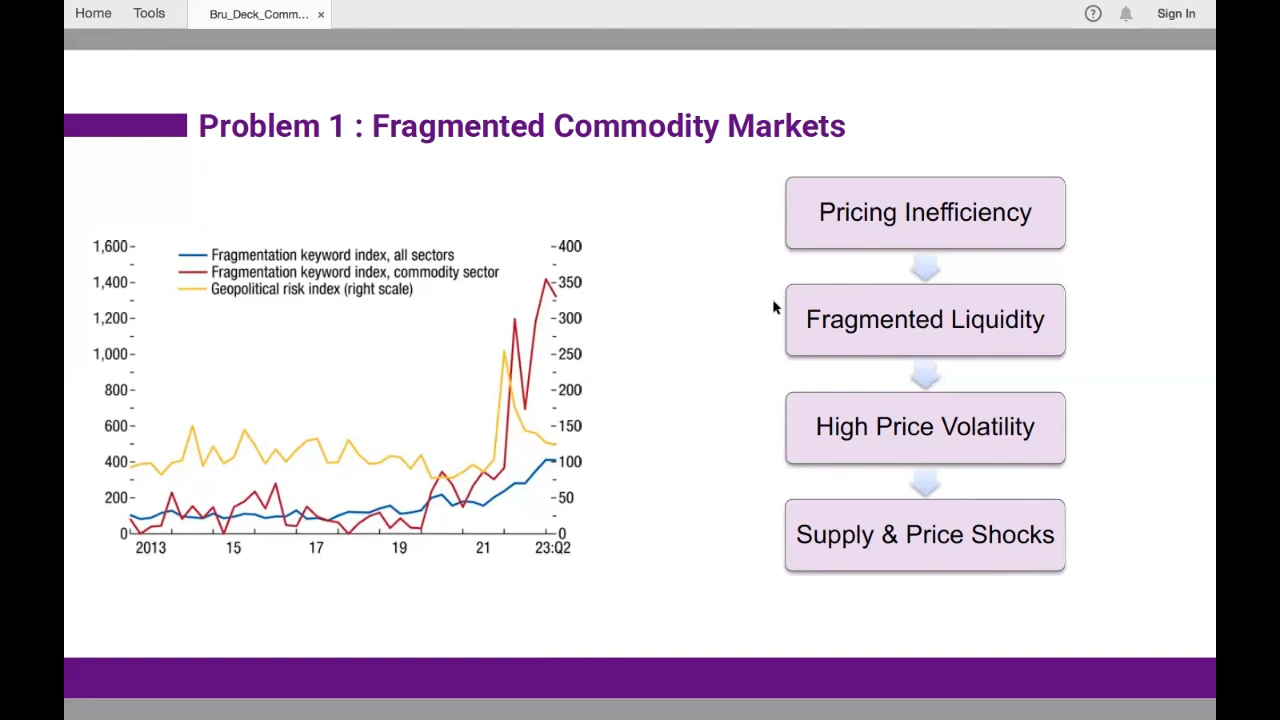 Home Tools Bru_Deck_Comm... × ? Sign In
Problem 1 : Fragmented Commodity Markets
Fragmentation keyword index, all sectors
Fragmentation keyword index, commodity sector
Geopolitical risk index (right scale)
1,600
1,400
1,200
1,000
800
600
400
200
0
400
350
300
250
200
150
100
50
0
2013 15 17 19 21 23:Q2
Pricing Inefficiency
Fragmented Liquidity
High Price Volatility
Supply & Price Shocks